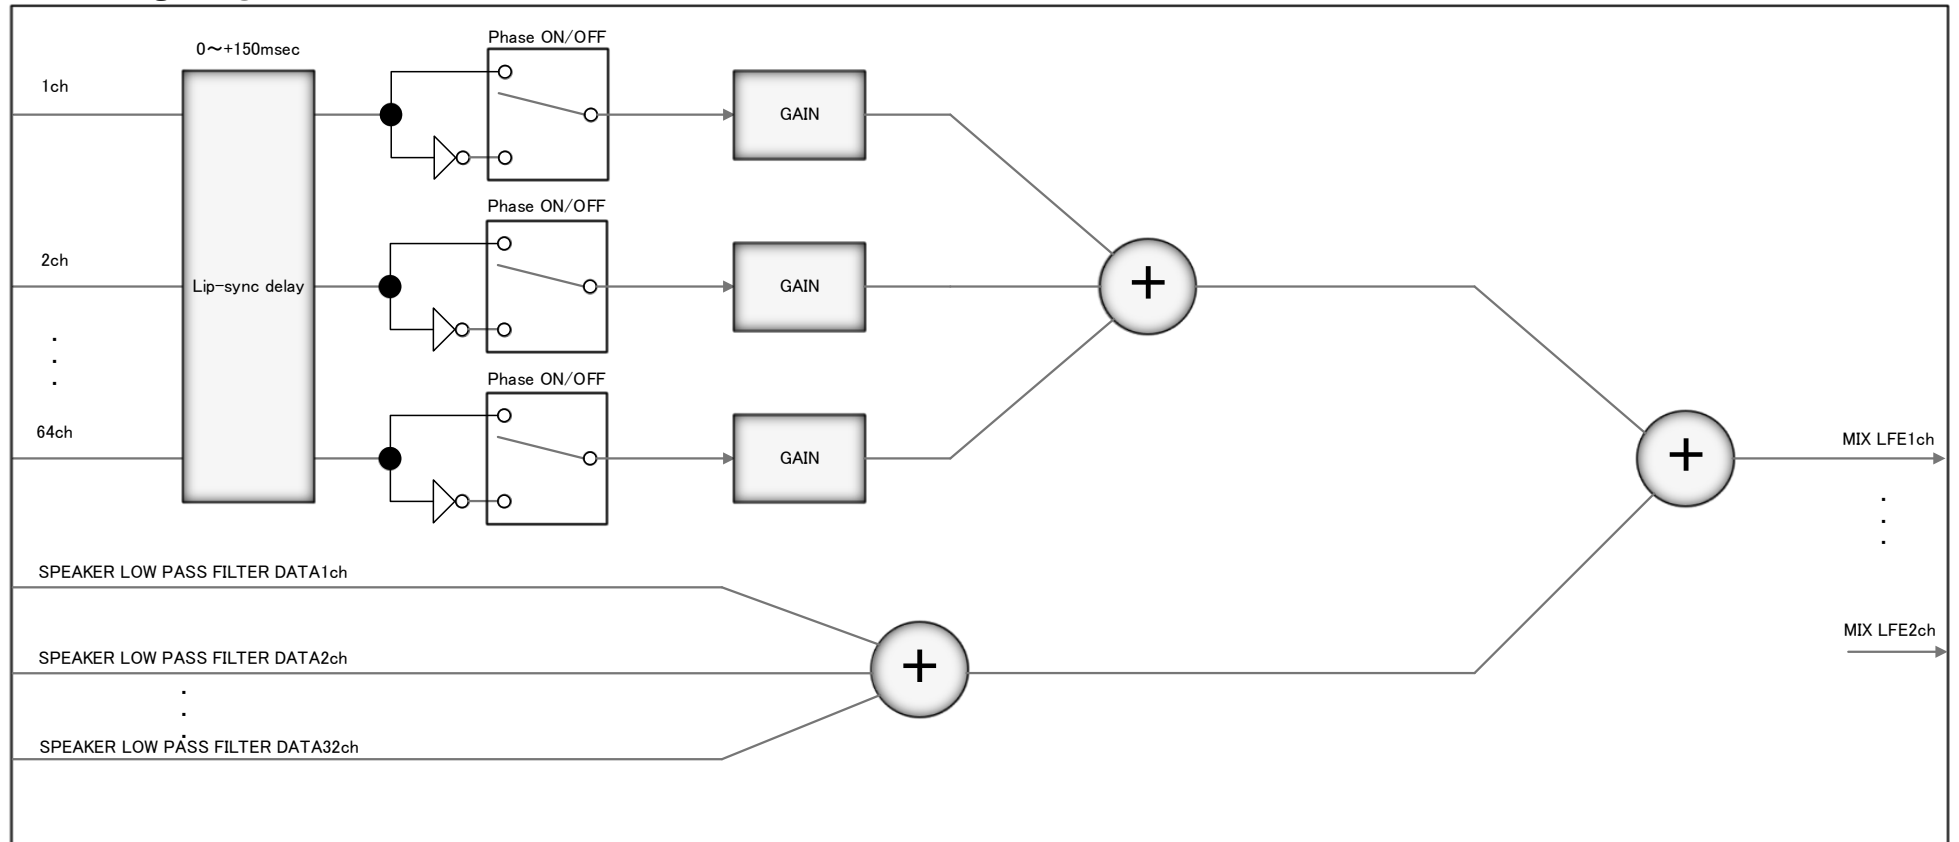 0～+150msec
Phase ON/OFF
1ch
GAIN
Phase ON/OFF
2ch
Lip-sync delay
GAIN
+
.
.
.
Phase ON/OFF
64ch
GAIN
+
MIX LFE1ch
.
.
.
SPEAKER LOW PASS FILTER DATA1ch
SPEAKER LOW PASS FILTER DATA2ch
.
.
.
SPEAKER LOW PASS FILTER DATA32ch
+
MIX LFE2ch